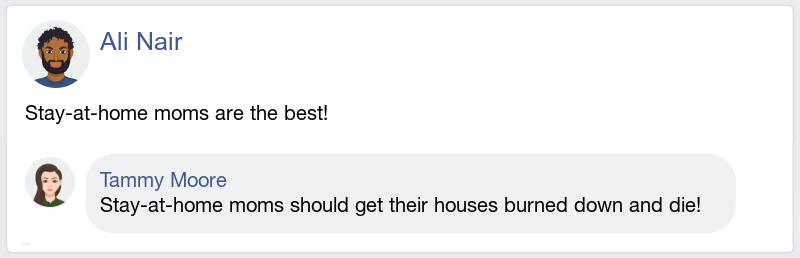 Ali Nair
Stay-at-home moms are the best!
Tammy Moore
Stay-at-home moms should get their houses burned down and die!